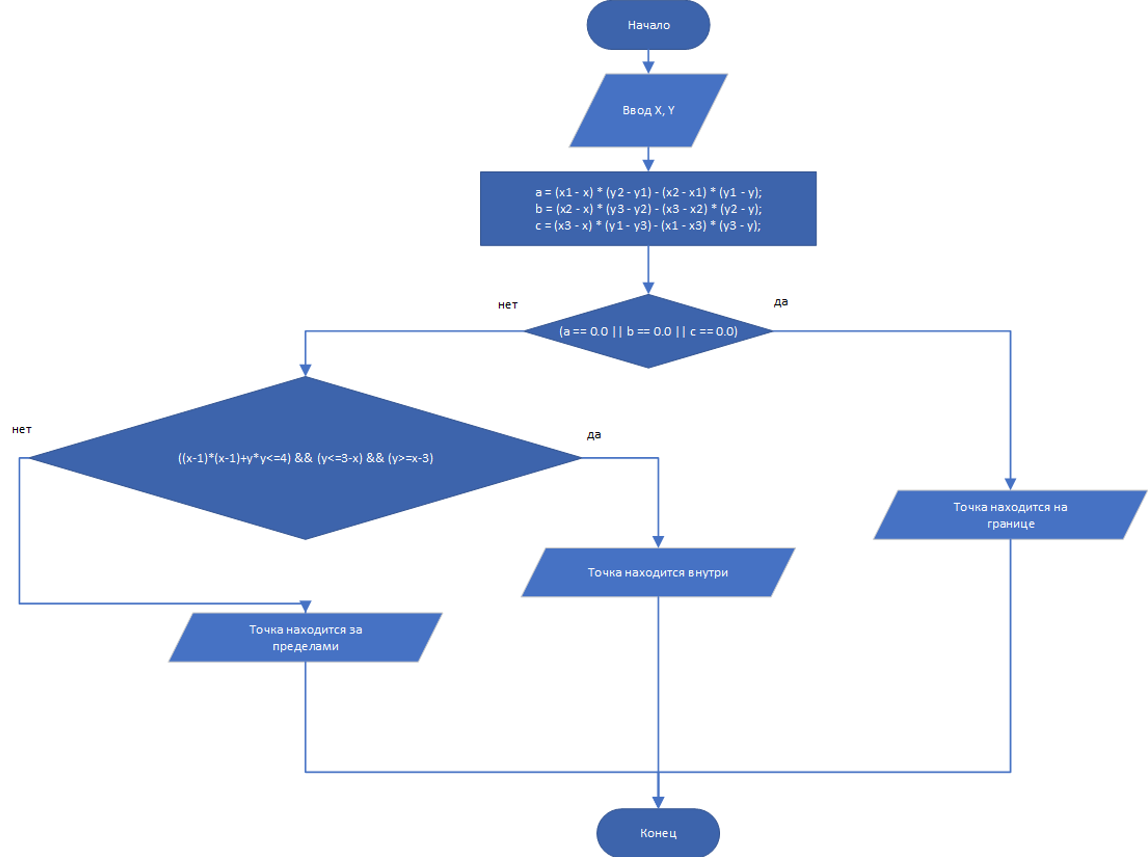 Начало
Ввод X, Y
a = (x1 - x) * (y2 - y1) - (x2 - x1) * (y1 - y);
b = (x2 - x) * (y3 - y2) - (x3 - x2) * (y2 - y);
c = (x3 - x) * (y1 - y3) - (x1 - x3) * (y3 - y);
нет
да
(a == 0.0 || b == 0.0 || c == 0.0)
нет
да
((x-1)*(x-1)+y*y<=4) && (y<=3-x) && (y>=x-3)
Точка находится на
границе
Точка находится внутри
Точка находится за
пределами
Конец